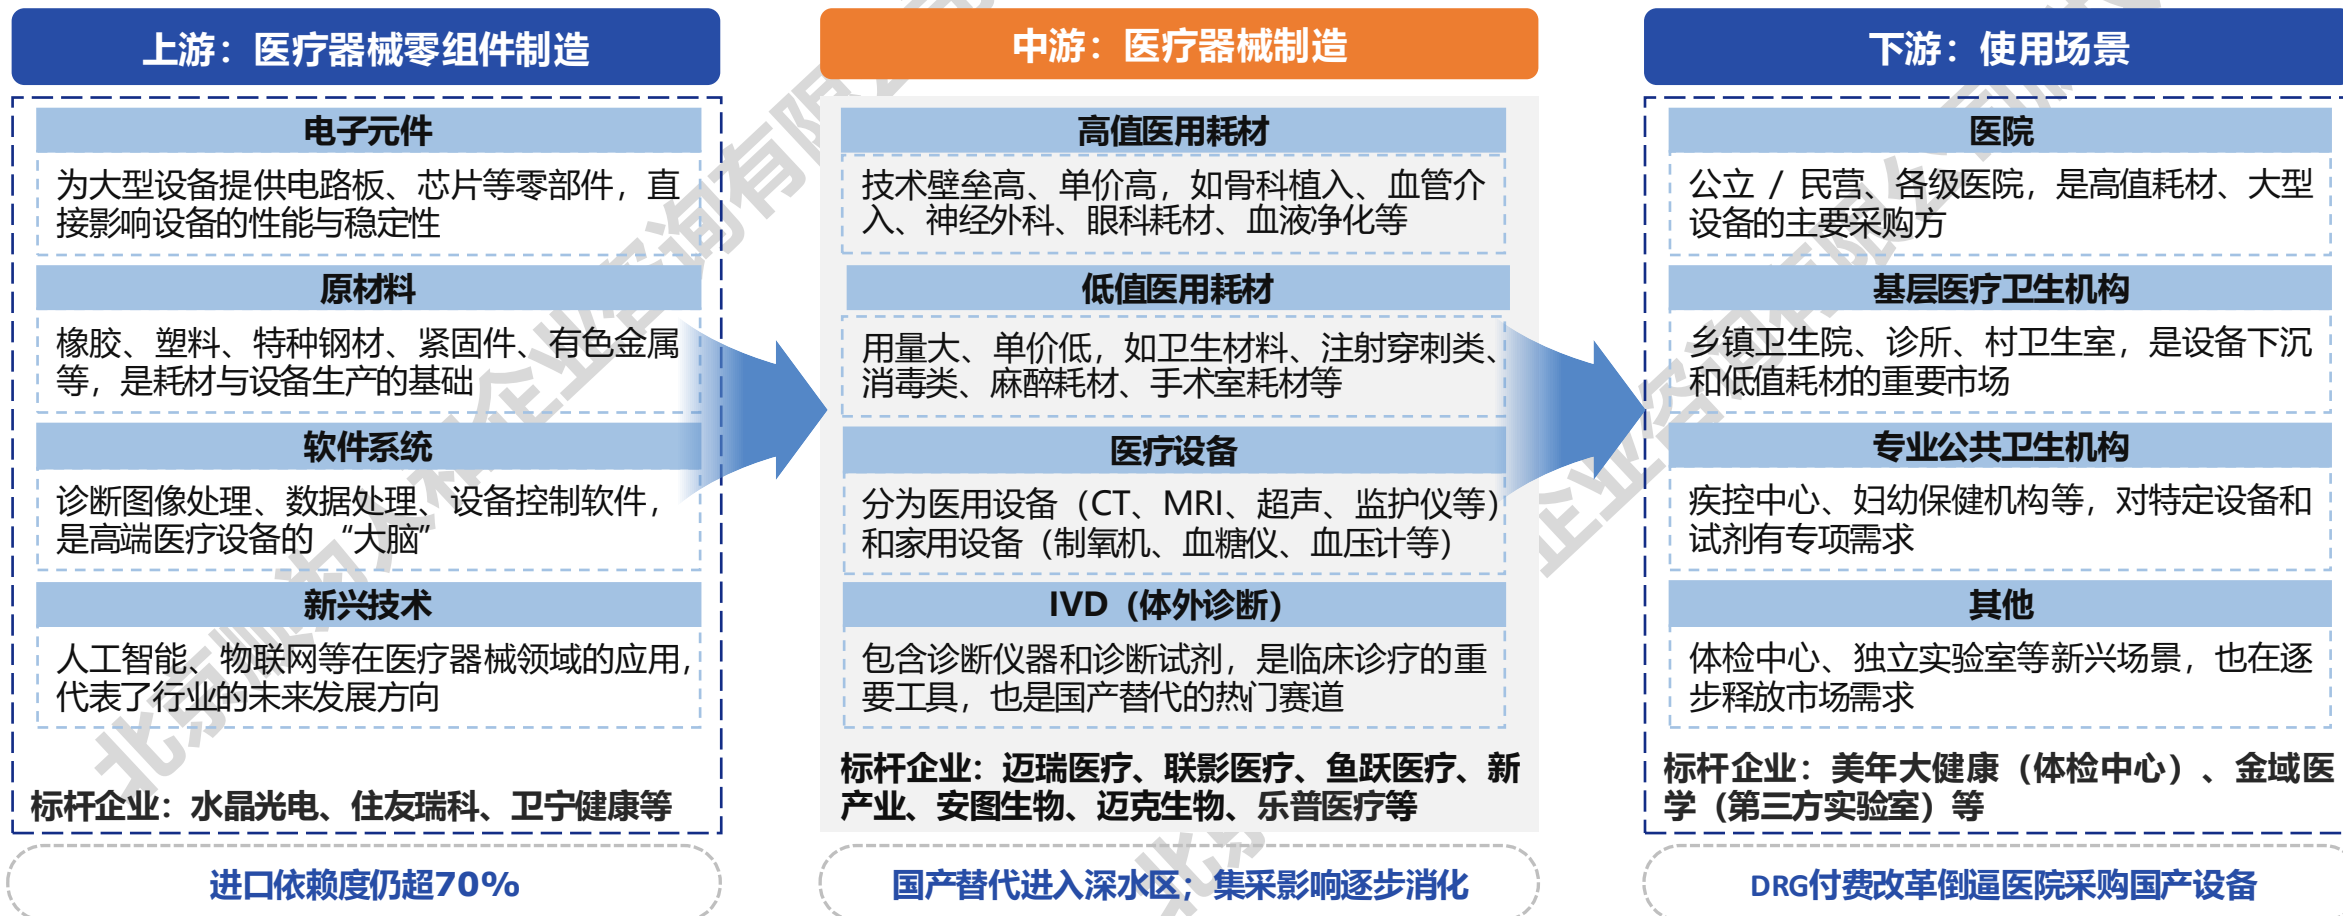 上游：医疗器械零组件制造
电子元件
为大型设备提供电路板、芯片等零部件，直
接影响设备的性能与稳定性
原材料
橡胶、塑料、特种钢材、紧固件、有色金属
等，是耗材与设备生产的基础
软件系统
诊断图像处理、数据处理、设备控制软件，
是高端医疗设备的 “大脑”
新兴技术
人工智能、物联网等在医疗器械领域的应用，
代表了行业的未来发展方向
标杆企业：水晶光电、住友瑞科、卫宁健康等
进口依赖度仍超70%
中游：医疗器械制造
高值医用耗材
技术壁垒高、单价高，如骨科植入、血管介
入、神经外科、眼科耗材、血液净化等
低值医用耗材
用量大、单价低，如卫生材料、注射穿刺类、
消毒类、麻醉耗材、手术室耗材等
医疗设备
分为医用设备（CT、MRI、超声、监护仪等）
和家用设备（制氧机、血糖仪、血压计等）
IVD（体外诊断）
包含诊断仪器和诊断试剂，是临床诊疗的重
要工具，也是国产替代的热门赛道
标杆企业：迈瑞医疗、联影医疗、鱼跃医疗、新
产业、安图生物、迈克生物、乐普医疗等
国产替代进入深水区；集采影响逐步消化
下游：使用场景
医院
公立 / 民营、各级医院，是高值耗材、大型
设备的主要采购方
基层医疗卫生机构
乡镇卫生院、诊所、村卫生室，是设备下沉
和低值耗材的重要市场
专业公共卫生机构
疾控中心、妇幼保健机构等，对特定设备和
试剂有专项需求
其他
体检中心、独立实验室等新兴场景，也在逐
步释放市场需求
标杆企业：美年大健康（体检中心）、金域医
学（第三方实验室）等
DRG付费改革倒逼医院采购国产设备